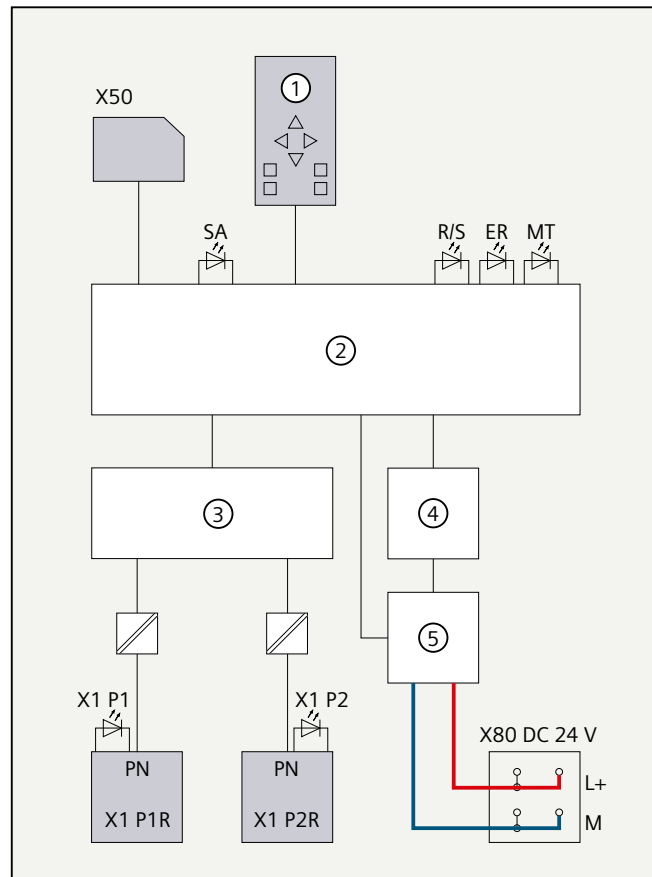 ①
X50
SA
R/S ER MT
②
③
④
⑤
X1 P1
X1 P2
X80 DC 24 V
PN
PN
L+
X1 P1R
X1 P2R
M